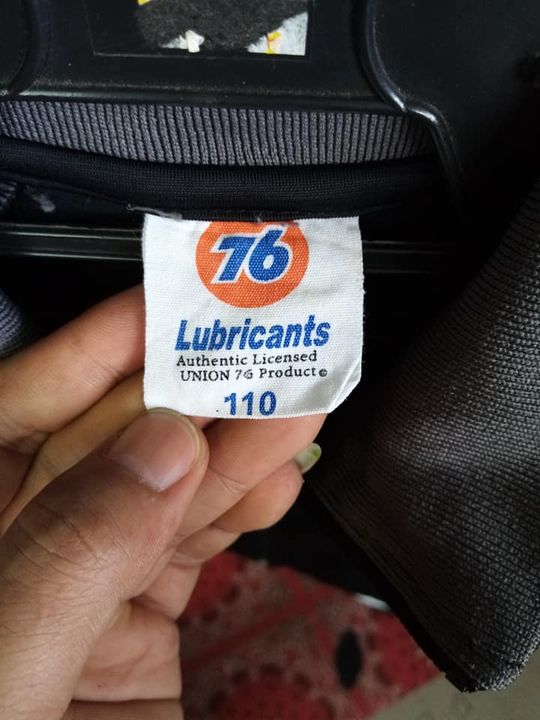 76
Lubricants
Authentic Licensed
UNION 76 Product®
110